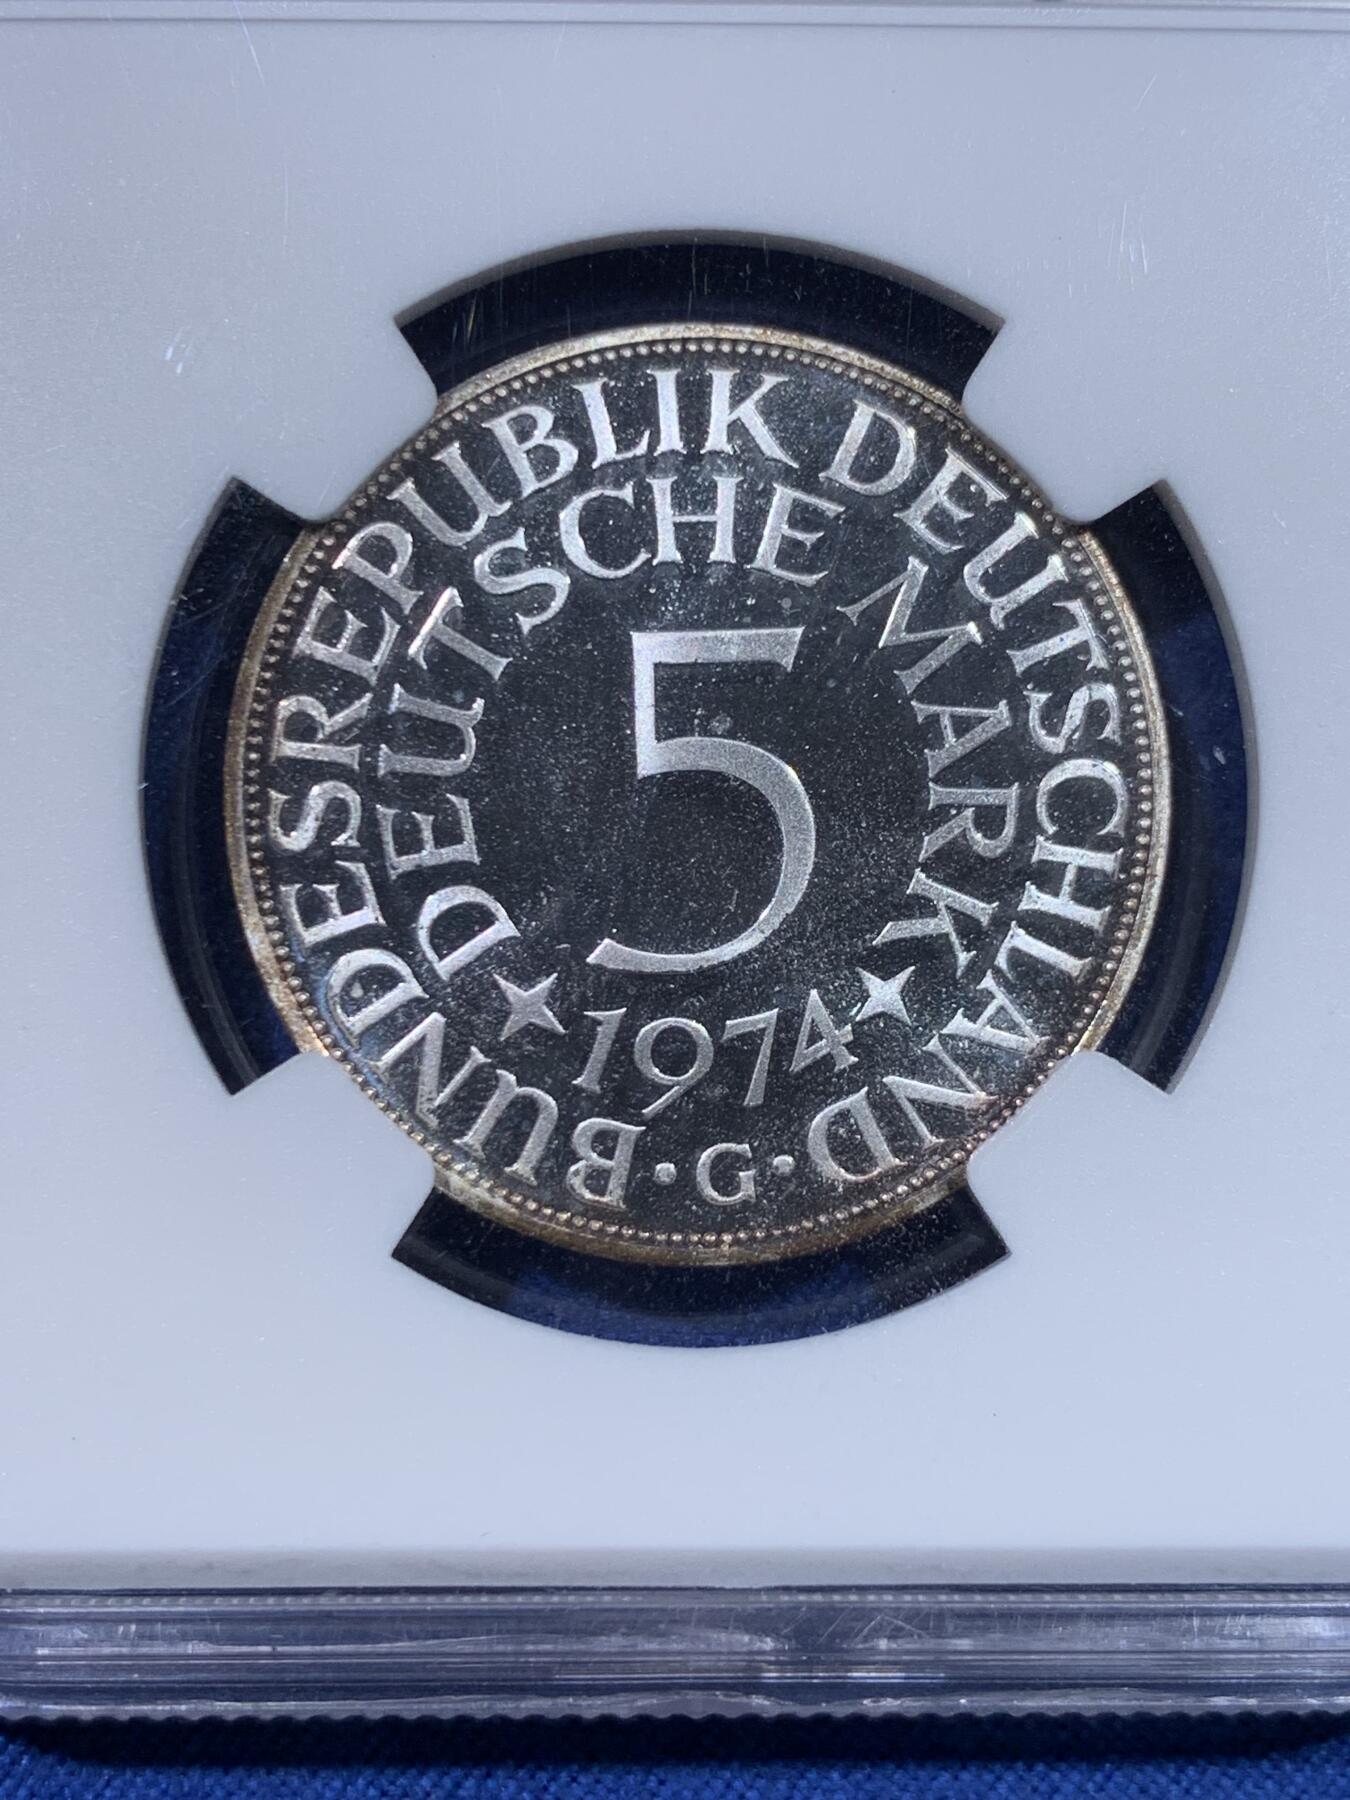 BUNDESREPUBLIK DEUTSCHLAND
DEUTSCHE MARK
5
1974
· G ·